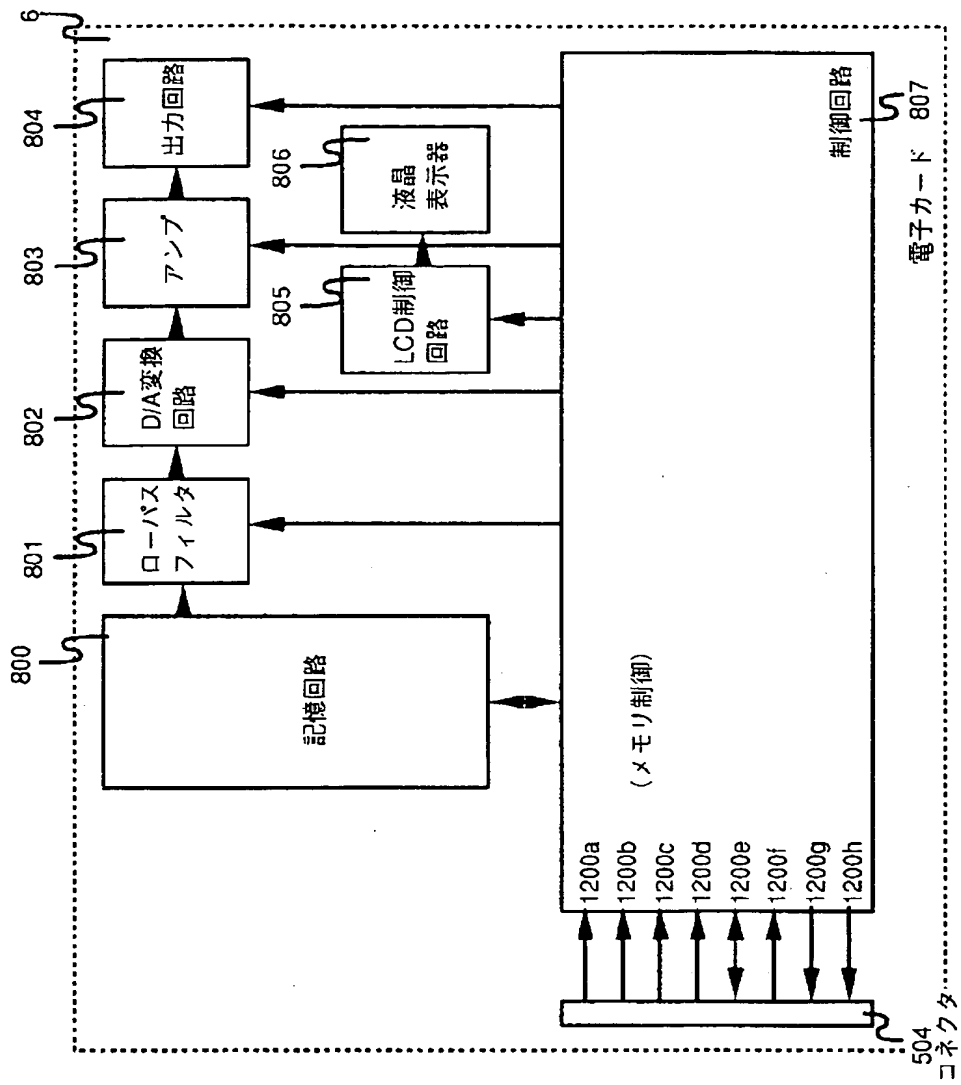 6
800
801
802
803
804
記憶回路
ローパス
フィルタ
D/A変換
回路
アンプ
出力回路
805
806
LCD制御
回路
液晶
表示器
(メモリ制御)
制御回路
1200a
1200b
1200c
1200d
1200e
1200f
1200g
1200h
504
コネクタ
電子カード
807